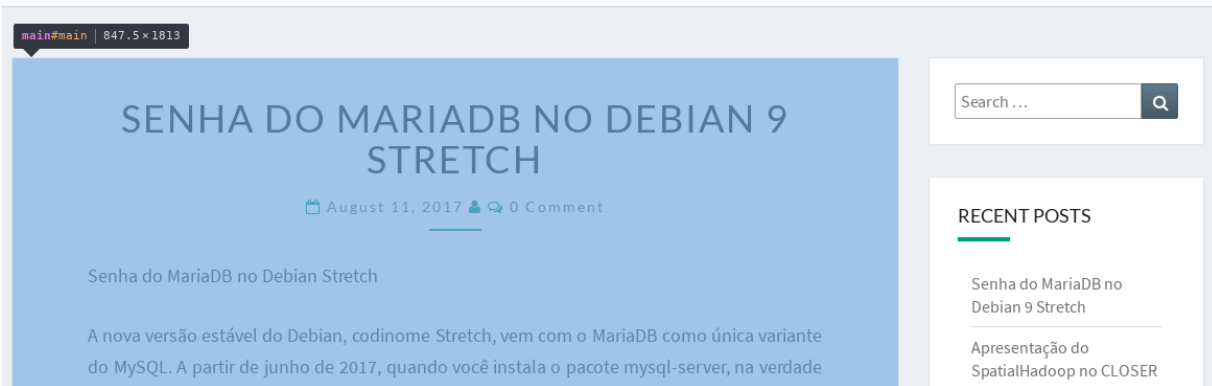 main#main | 847.5×1813
SENHA DO MARIADB NO DEBIAN 9
STRETCH
August 11, 2017 0 Comment
Senha do MariaDB no Debian Stretch
A nova versão estável do Debian, codinome Stretch, vem com o MariaDB como única variante
do MySQL. A partir de junho de 2017, quando você instala o pacote mysql-server, na verdade
Search …
RECENT POSTS
Senha do MariaDB no
Debian 9 Stretch
Apresentação do
SpatialHadoop no CLOSER